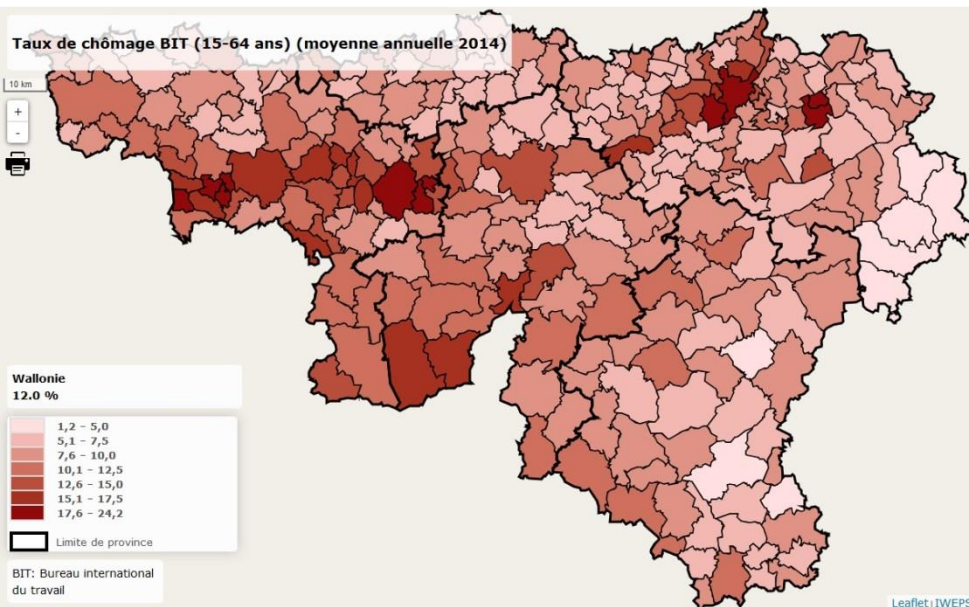 Taux de chômage BIT (15-64 ans) (moyenne annuelle 2014)
10 km
+
-
Wallonie
12.0 %
1,2 - 5,0
5,1 - 7,5
7,6 - 10,0
10,1 - 12,5
12,6 - 15,0
15,1 - 17,5
17,6 - 24,2
Limite de province
BIT: Bureau international
du travail
Leaflet | IWEPS